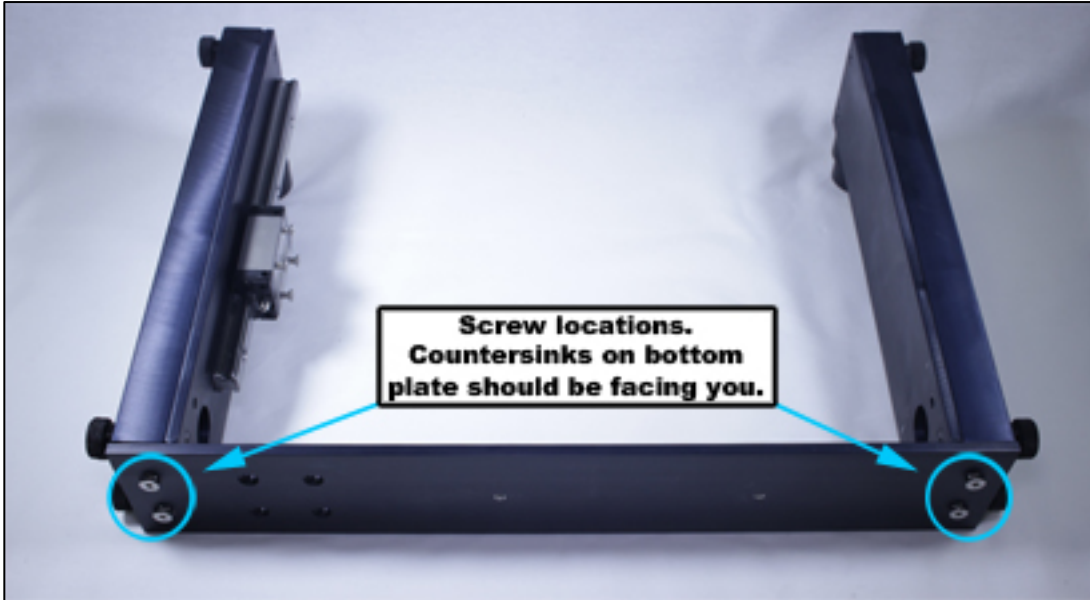 Screw locations.
Countersinks on bottom
plate should be facing you.